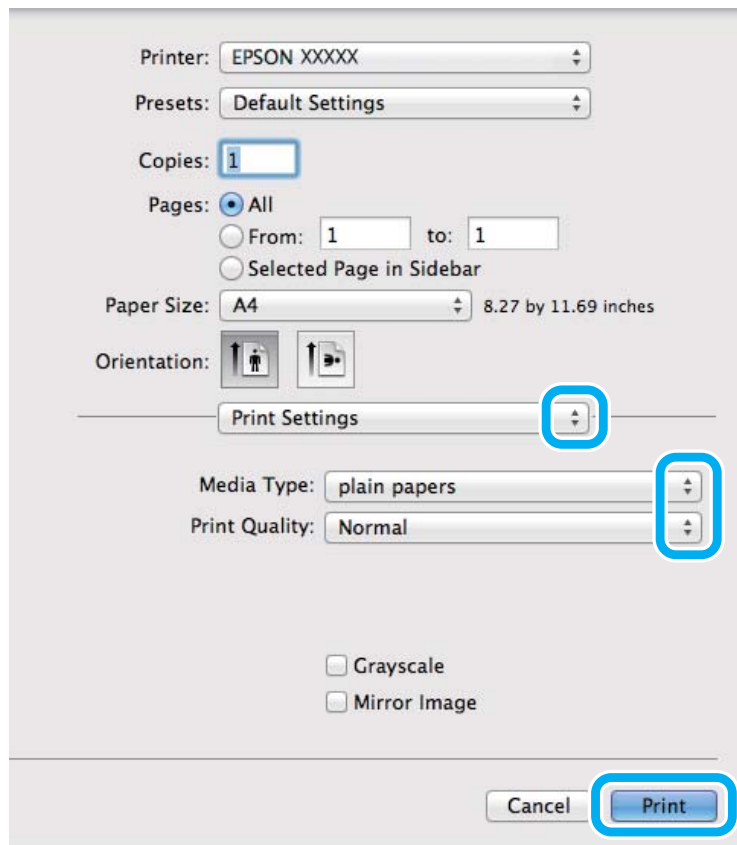 Printer: EPSON XXXXX
Presets: Default Settings
Copies: 1
Pages: All
From: 1 to: 1
Selected Page in Sidebar
Paper Size: A4 8.27 by 11.69 inches
Orientation:
Print Settings
Media Type: plain papers
Print Quality: Normal
Grayscale
Mirror Image
Cancel Print